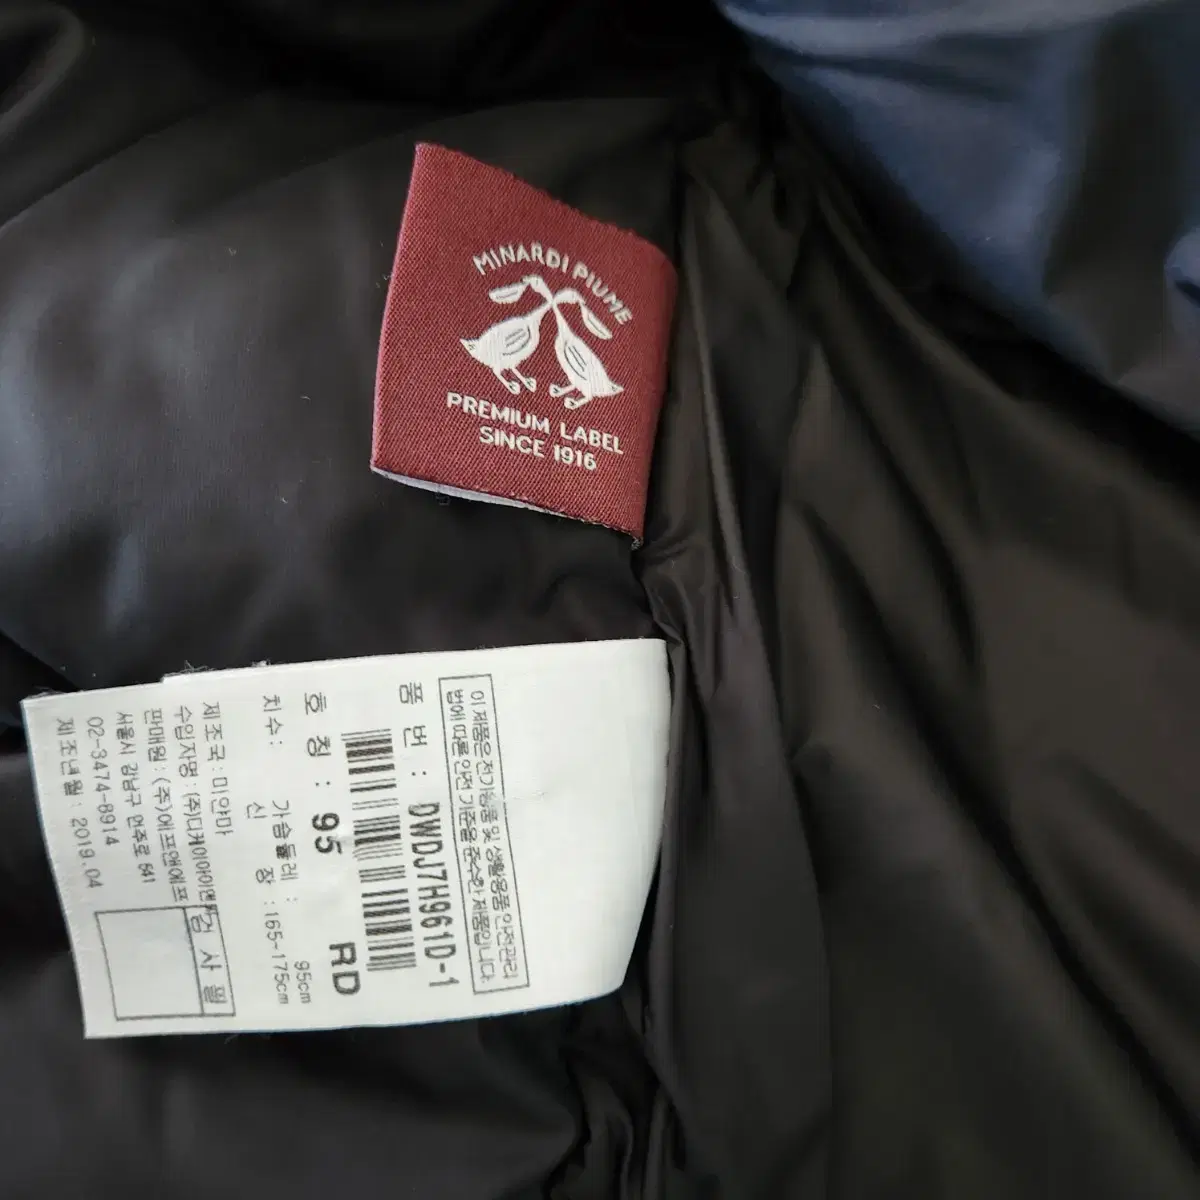 MINARDI PIUME
PREMIUM LABEL
SINCE 1916
이 제품은 전기용품 및 생활용품 안전관리
법에 따른 안전 기준을 준수한 제품입니다.
품 번 : DWDJ7H961D-1
호 칭 : 95 RD
치수: 가슴둘레 : 95cm
신 장 :165-175cm
제조국:미얀마
수입자명:(주)디케이아이앤지
판매원:(주)에프앤에프
서울시 강남구 언주로 541
02-3474-8914
제조년월:2019.04
검 사 필